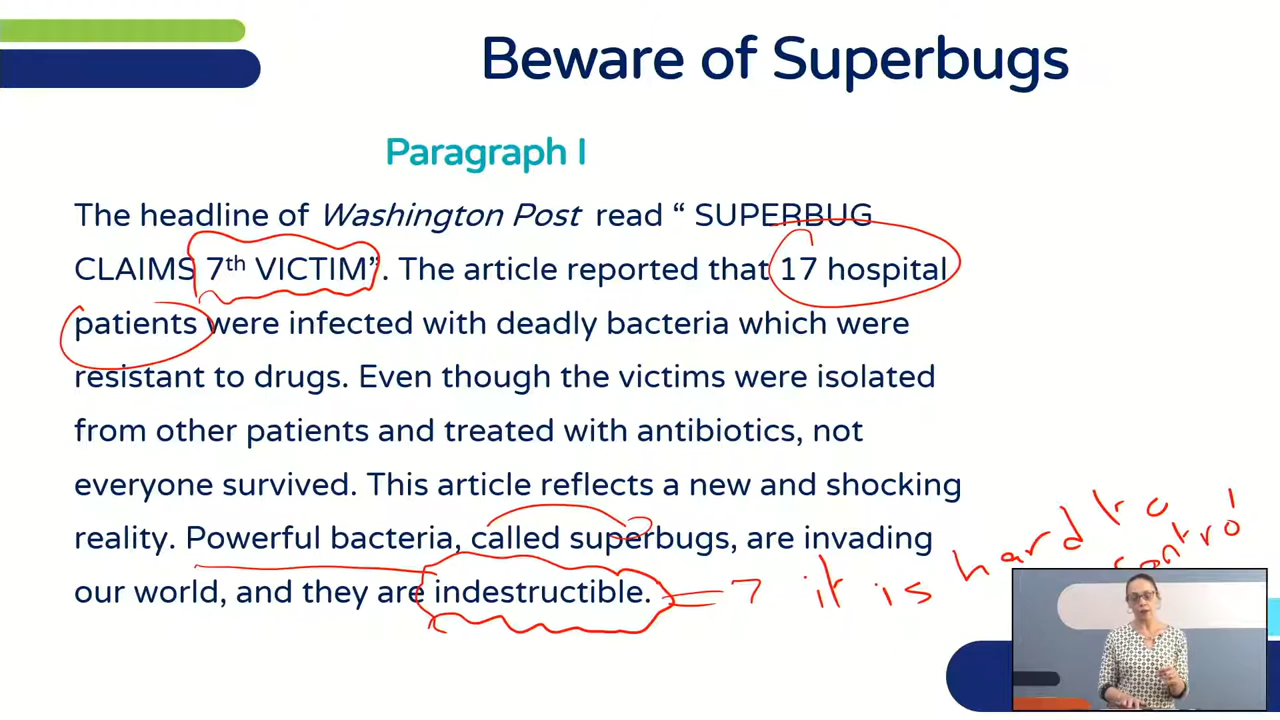 Beware of Superbugs
Paragraph I
The headline of Washington Post read “ SUPERBUG
CLAIMS 7th VICTIM”. The article reported that 17 hospital
patients were infected with deadly bacteria which were
resistant to drugs. Even though the victims were isolated
from other patients and treated with antibiotics, not
everyone survived. This article reflects a new and shocking
reality. Powerful bacteria, called superbugs, are invading
our world, and they are indestructible.
it is hard to
control